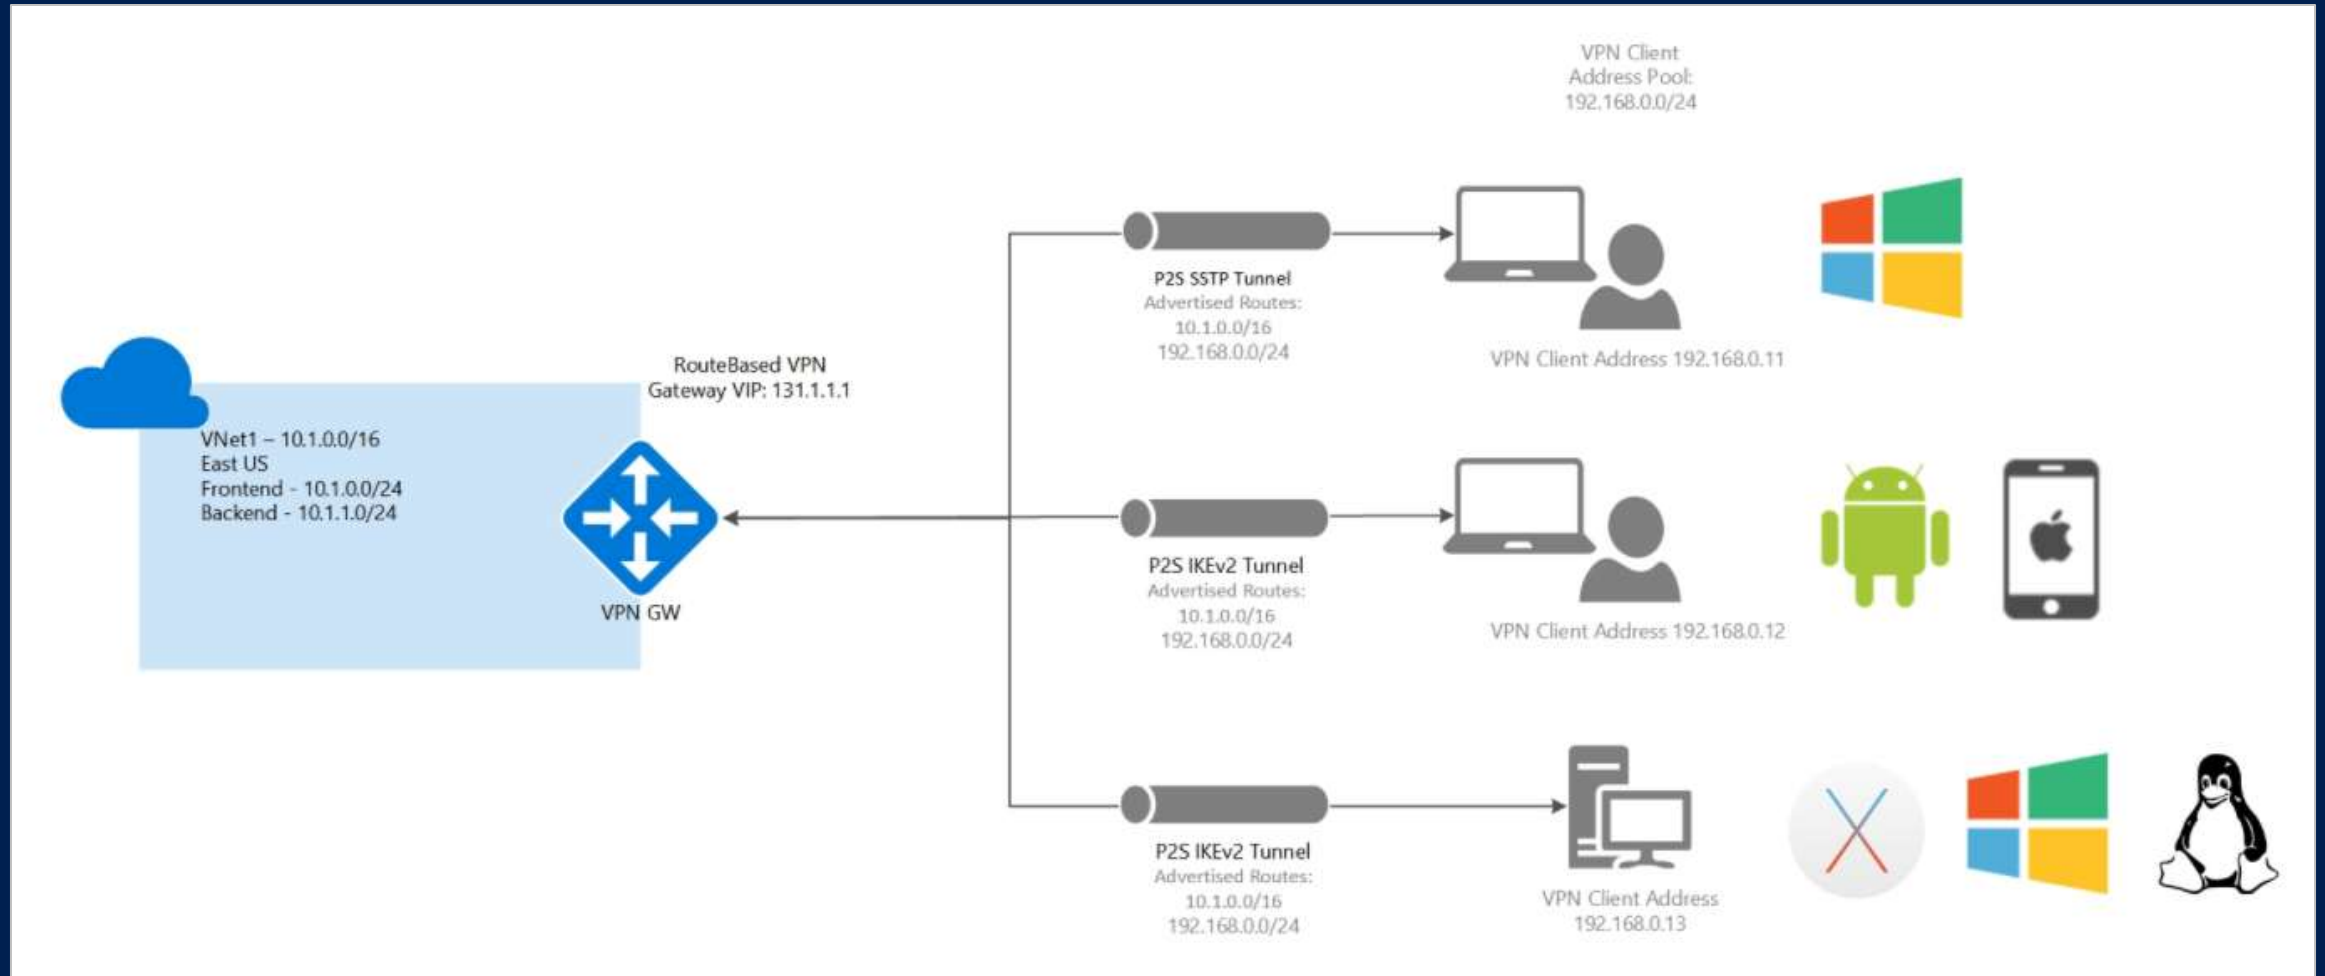 VPN Client
Address Pool:
192.168.0.0/24
P2S SSTP Tunnel
Advertised Routes:
10.1.0.0/16
192.168.0.0/24
VPN Client Address 192.168.0.11
RouteBased VPN
Gateway VIP: 131.1.1.1
VNet1 – 10.1.0.0/16
East US
Frontend - 10.1.0.0/24
Backend - 10.1.1.0/24
VPN GW
P2S IKEv2 Tunnel
Advertised Routes:
10.1.0.0/16
192.168.0.0/24
VPN Client Address 192.168.0.12
P2S IKEv2 Tunnel
Advertised Routes:
10.1.0.0/16
192.168.0.0/24
VPN Client Address
192.168.0.13